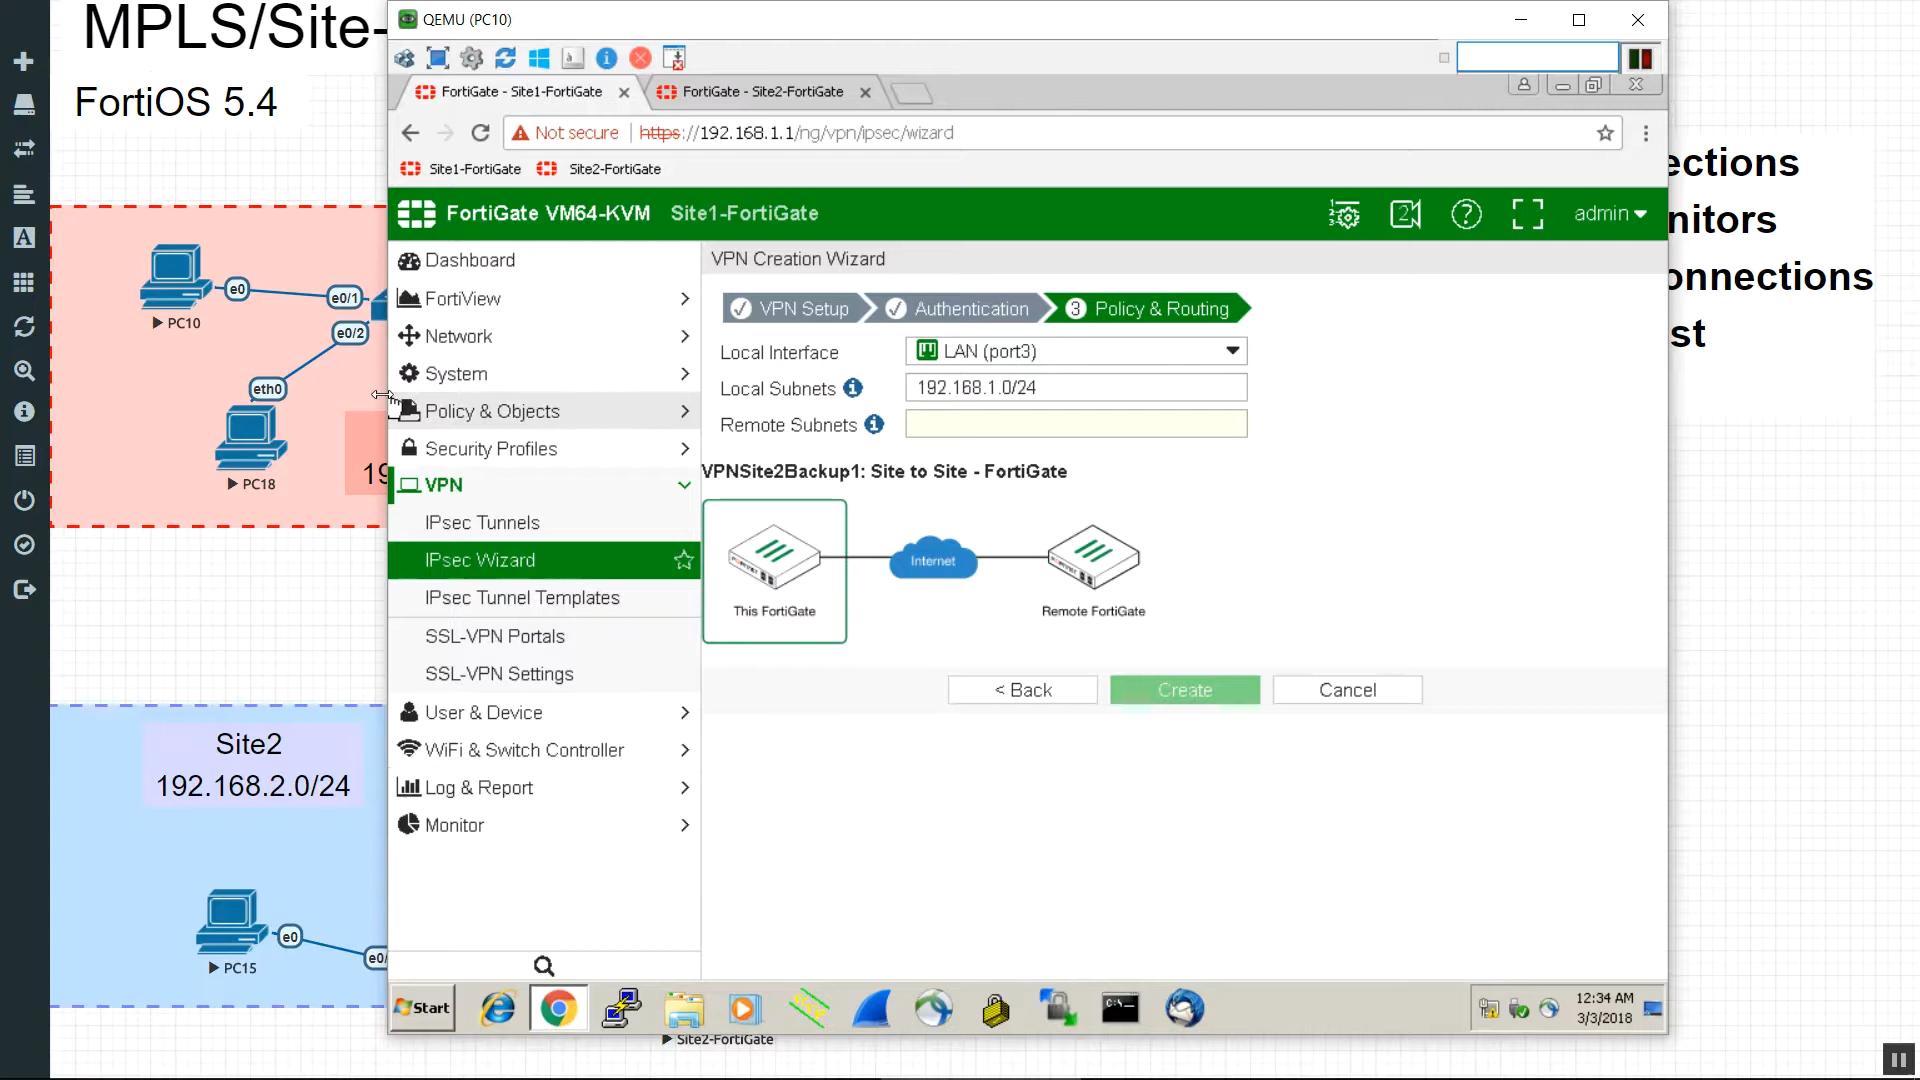 MPLS/Site-
FortiOS 5.4
QEMU (PC10)
FortiGate - Site1-FortiGate
FortiGate - Site2-FortiGate
Not secure
https://192.168.1.1/ng/vpn/ipsec/wizard
Site1-FortiGate
Site2-FortiGate
FortiGate VM64-KVM Site1-FortiGate
2
admin
Dashboard
FortiView
Network
System
Policy & Objects
Security Profiles
VPN
IPsec Tunnels
IPsec Wizard
IPsec Tunnel Templates
SSL-VPN Portals
SSL-VPN Settings
User & Device
WiFi & Switch Controller
Log & Report
Monitor
VPN Creation Wizard
VPN Setup
Authentication
3 Policy & Routing
Local Interface
LAN (port3)
Local Subnets
192.168.1.0/24
Remote Subnets
VPNSite2Backup1: Site to Site - FortiGate
This FortiGate
Internet
Remote FortiGate
< Back
Create
Cancel
ections
nitors
onnections
st
e0
e0/1
PC10
e0/2
eth0
PC18
19
Site2
192.168.2.0/24
e0
e0/
PC15
Start
12:34 AM
3/3/2018
Site2-FortiGate